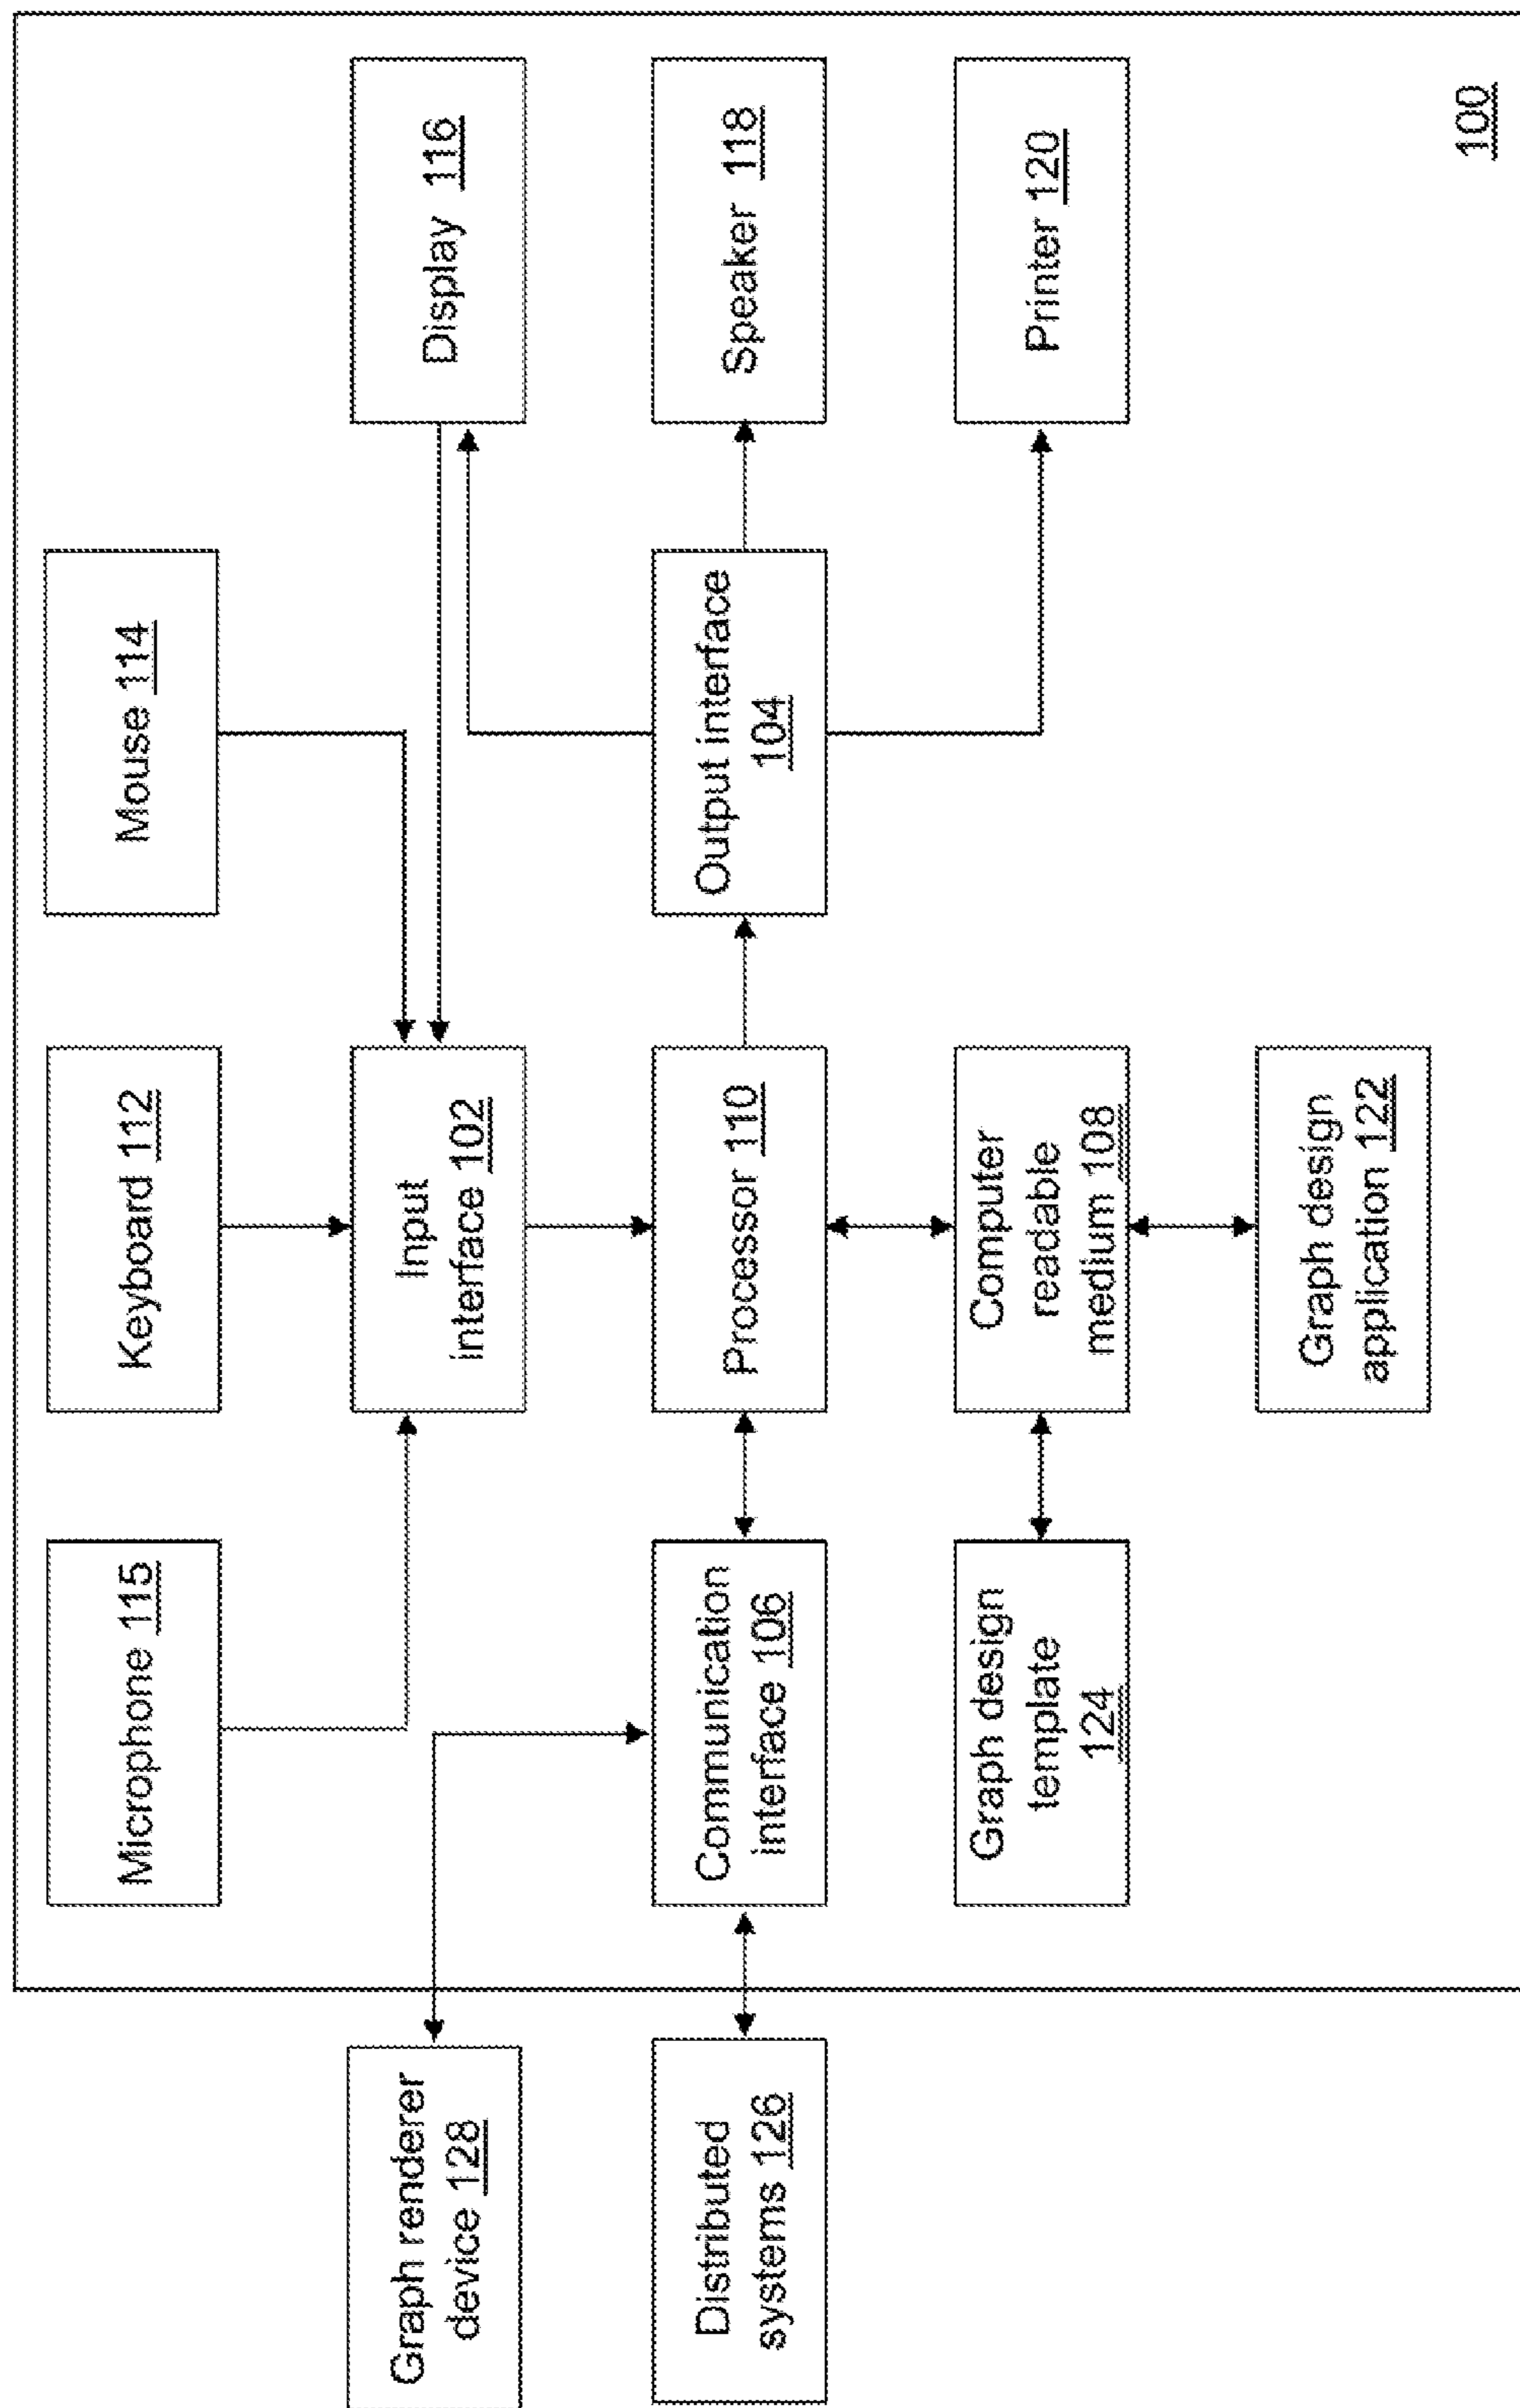 Microphone 115
Keyboard 112
Mouse 114
Graph renderer
device 128
Input
interface 102
Display 116
Distributed
systems 126
Communication
interface 106
Processor 110
Output interface
104
Speaker 118
Graph design
template
124
Computer
readable
medium 108
Printer 120
Graph design
application 122
100